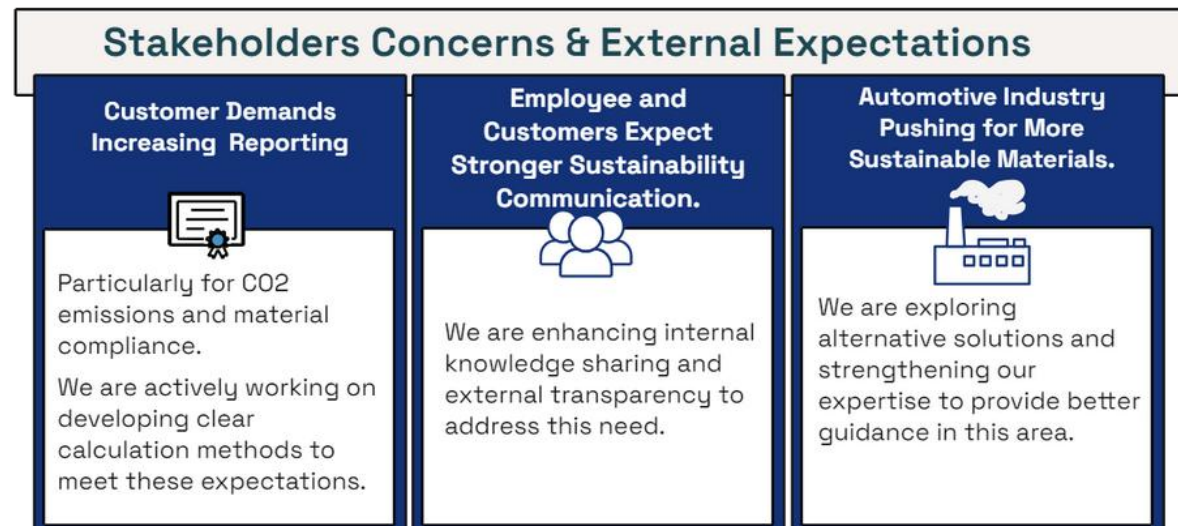 Stakeholders Concerns & External Expectations
Customer Demands
Increasing Reporting
Particularly for CO2
emissions and material
compliance.
We are actively working on
developing clear
calculation methods to
meet these expectations.
Employee and
Customers Expect
Stronger Sustainability
Communication.
We are enhancing internal
knowledge sharing and
external transparency to
address this need.
Automotive Industry
Pushing for More
Sustainable Materials.
We are exploring
alternative solutions and
strengthening our
expertise to provide better
guidance in this area.